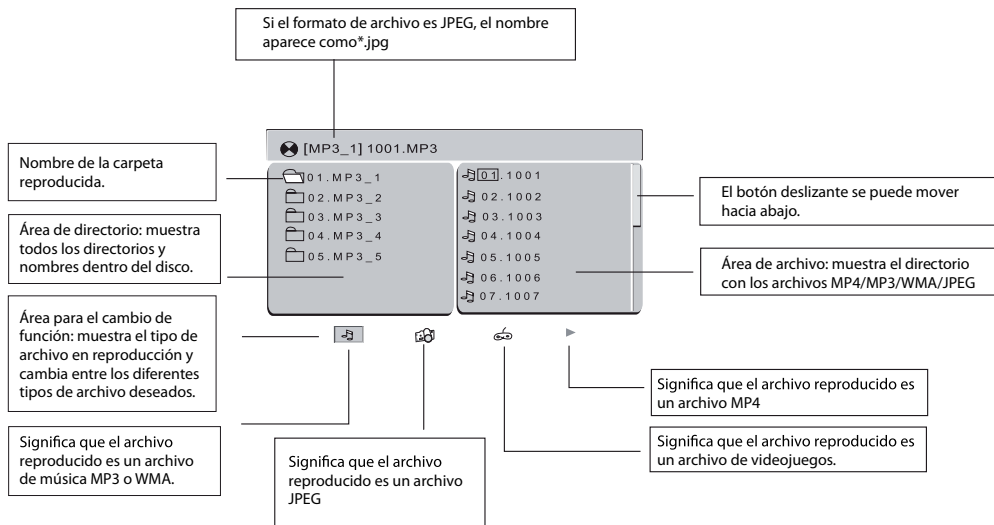 Si el formato de archivo es JPEG, el nombre
aparece como*.jpg
[MP3_1] 1001.MP3
Nombre de la carpeta
reproducida.
Área de directorio: muestra
todos los directorios y
nombres dentro del disco.
Área para el cambio de
función: muestra el tipo de
archivo en reproducción y
cambia entre los diferentes
tipos de archivo deseados.
Significa que el archivo
reproducido es un archivo
de música MP3 o WMA.
01.MP3_1
02.MP3_2
03.MP3_3
04.MP3_4
05.MP3_5
01.1001
02.1002
03.1003
04.1004
05.1005
06.1006
07.1007
El botón deslizante se puede mover
hacia abajo.
Área de archivo: muestra el directorio
con los archivos MP4/MP3/WMA/JPEG
Significa que el archivo reproducido es
un archivo MP4
Significa que el archivo reproducido es
un archivo de videojuegos.
Significa que el archivo
reproducido es un archivo
JPEG